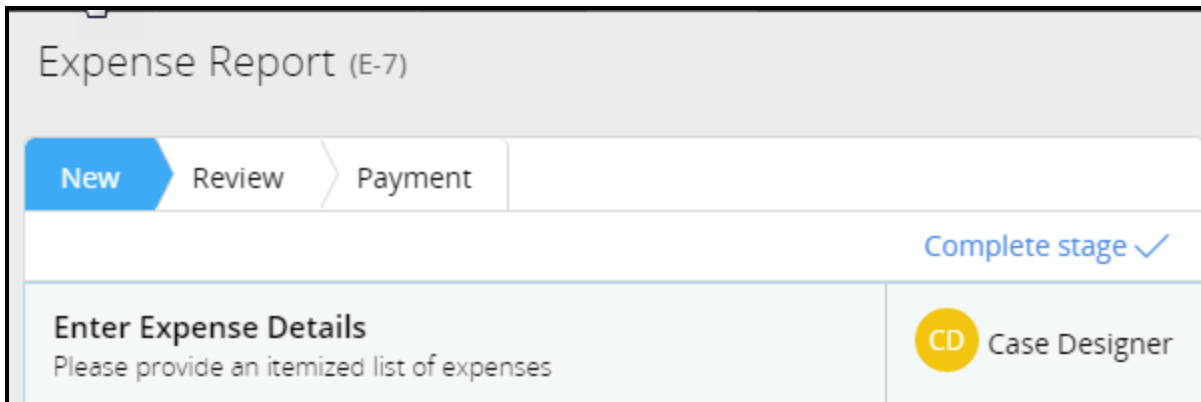 Expense Report (E-7)
New Review Payment
Complete stage
Enter Expense Details
Please provide an itemized list of expenses
CD Case Designer